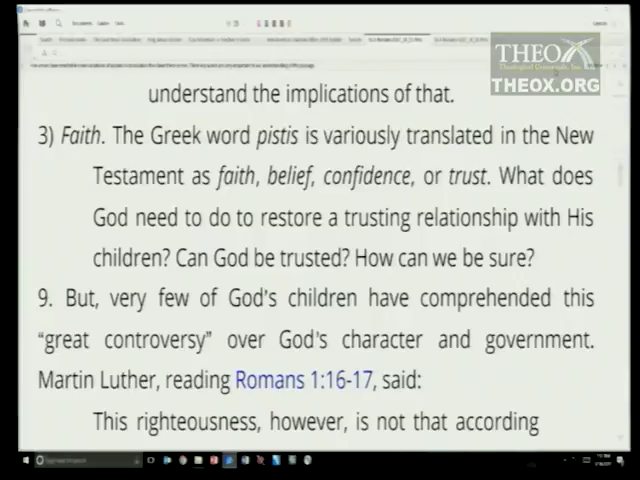 THEOX
THEOX.ORG
understand the implications of that.
3) Faith. The Greek word pistis is variously translated in the New
Testament as faith, belief, confidence, or trust. What does
God need to do to restore a trusting relationship with His
children? Can God be trusted? How can we be sure?
9. But, very few of God's children have comprehended this
"great controversy" over God's character and government.
Martin Luther, reading Romans 1:16-17, said:
This righteousness, however, is not that according